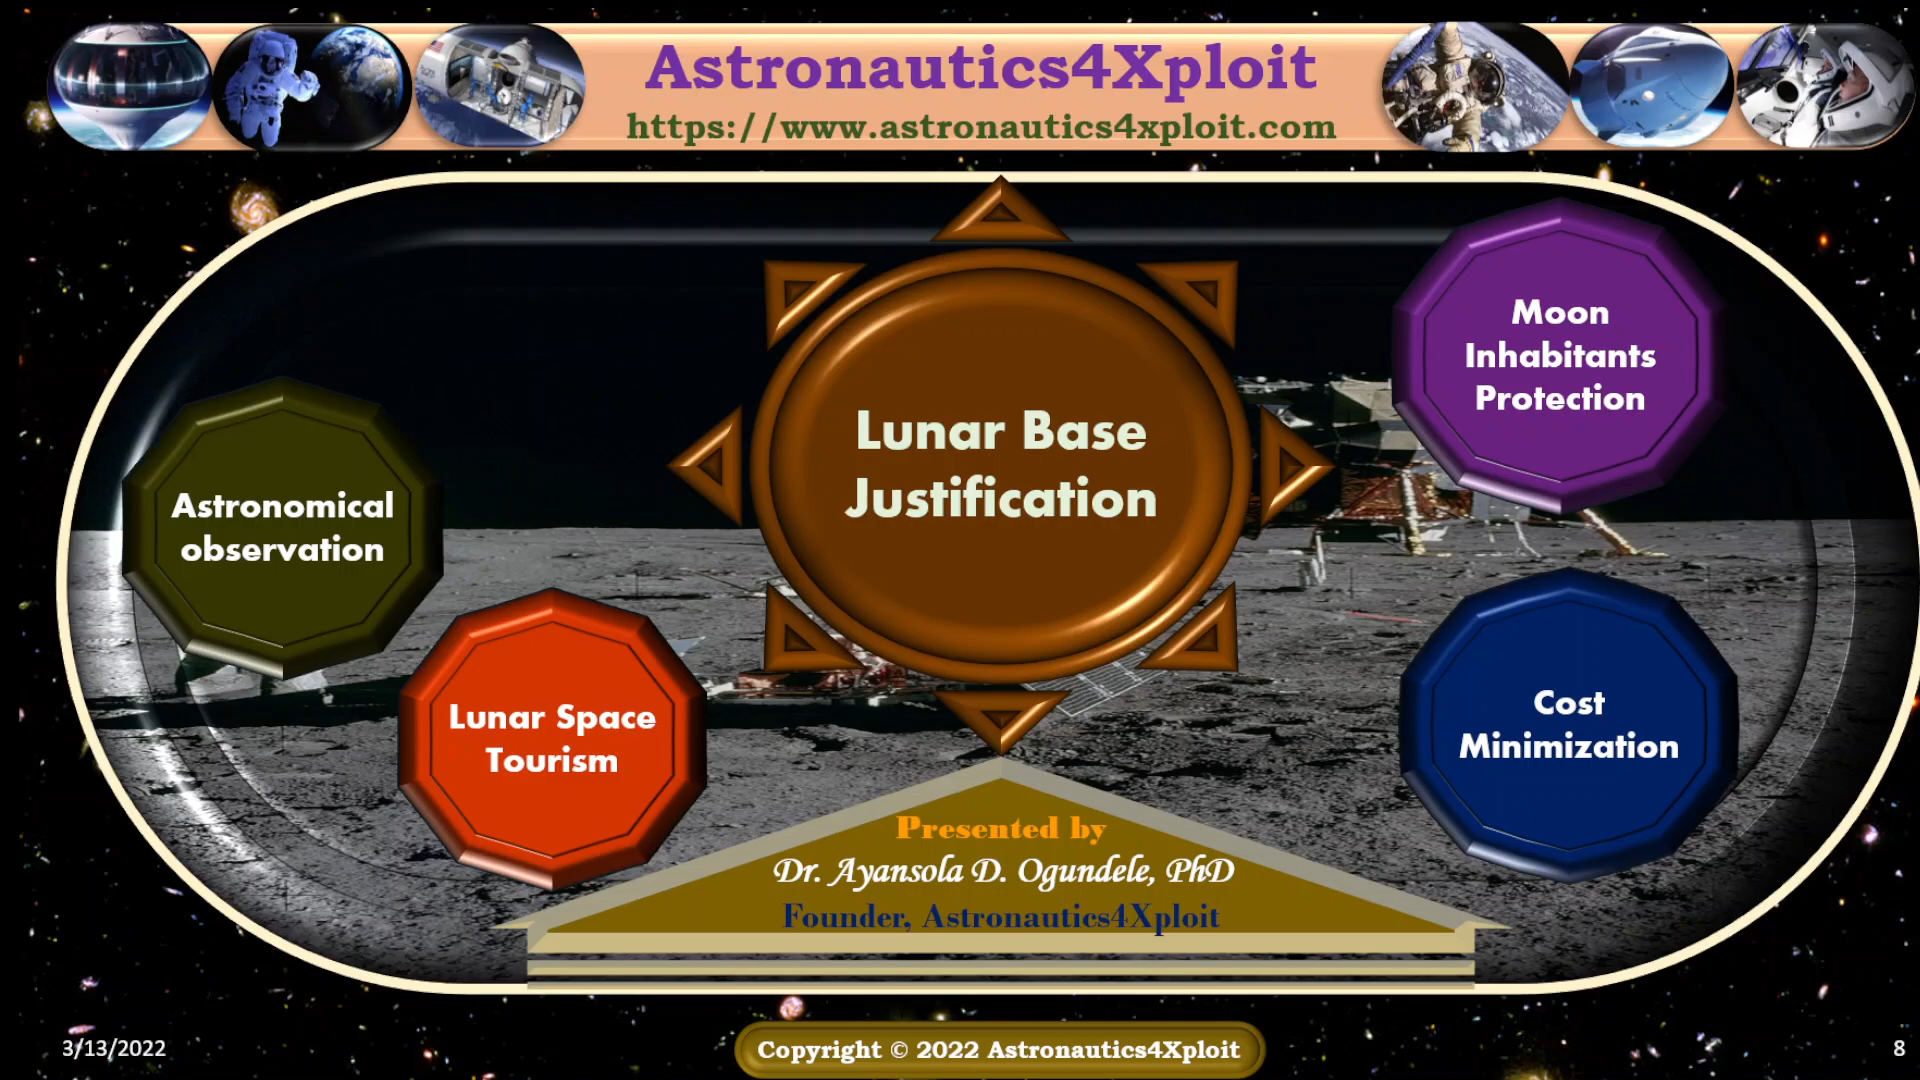 Astronautics4Xploit
https://www.astronautics4xploit.com
Lunar Base
Justification
Moon
Inhabitants
Protection
Astronomical
observation
Lunar Space
Tourism
Cost
Minimization
Presented by
Dr. Ayansola D. Ogundele, PhD
Founder, Astronautics4Xploit
3/13/2022
Copyright © 2022 Astronautics4Xploit
8